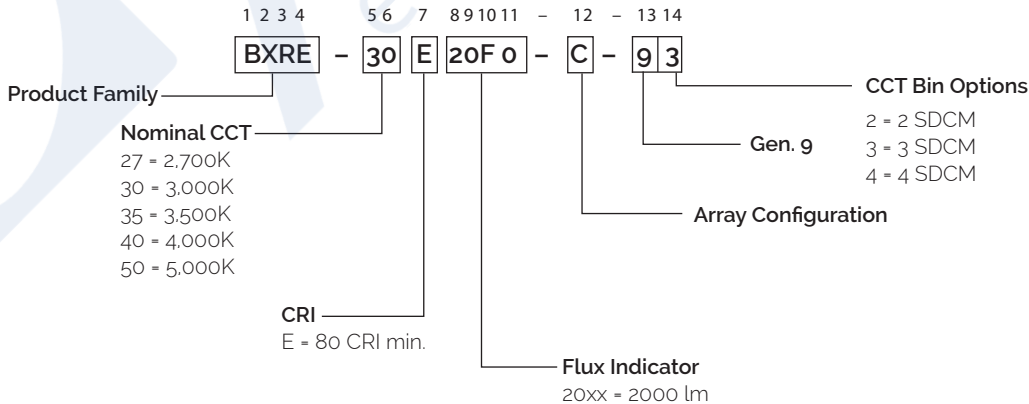 1 2 3 4 5 6 7 8 9 10 11 – 12 – 13 14
BXRE – 30 E 20F 0 – C – 9 3
Product Family
CCT Bin Options
2 = 2 SDCM
3 = 3 SDCM
4 = 4 SDCM
Nominal CCT
27 = 2,700K
30 = 3,000K
35 = 3,500K
40 = 4,000K
50 = 5,000K
Gen. 9
Array Configuration
CRI
E = 80 CRI min.
Flux Indicator
20xx = 2000 lm